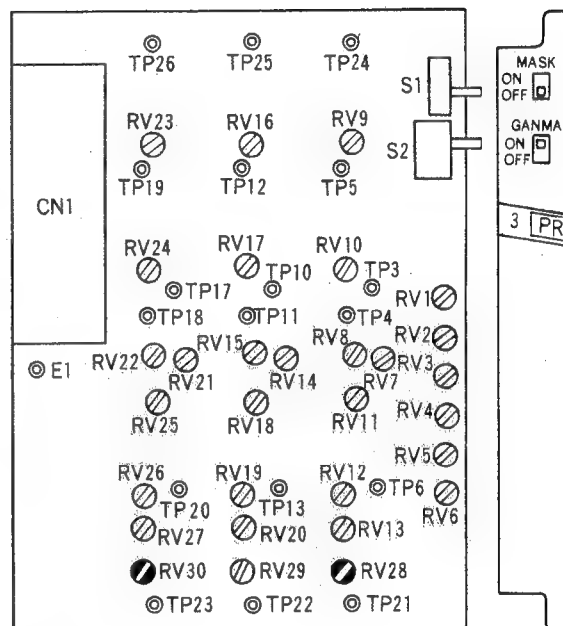 TP26 TP25 TP24
S1
MASK
ON
OFF
RV23 RV16 RV9
S2
GANMA
ON
OFF
TP19 TP12 TP5
CN1
3 PR
RV24 RV17 RV10
TP17 TP10 TP3
RV1
TP18 TP11 TP4
RV2
RV22 RV15 RV8
RV3
E1
RV21 RV14 RV7
RV25 RV18 RV11
RV4
RV5
RV26 RV19 RV12
TP20 TP13 TP6
RV6
RV27 RV20 RV13
RV30 RV29 RV28
TP23 TP22 TP21